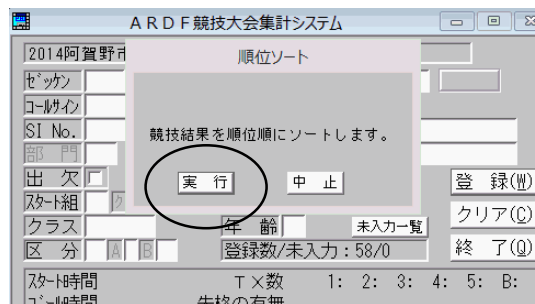 ARDF競技大会集計システム
2014阿賀野市
順位ソート
ｾﾞｯｹﾝ
ｺｰﾙｻｲﾝ
SI No.
競技結果を順位順にソートします。
部 門
出 欠
実 行 中 止
登 録(W)
ｽﾀｰﾄ組 ク
クラス 年 齢 未入力一覧
クリア(C)
区 分 A B 登録数/未入力:58/0
終 了(Q)
ｽﾀｰﾄ時間 TX数 1: 2: 3: 4: 5: B:
ｺﾞｰﾙ時間 失格の有無